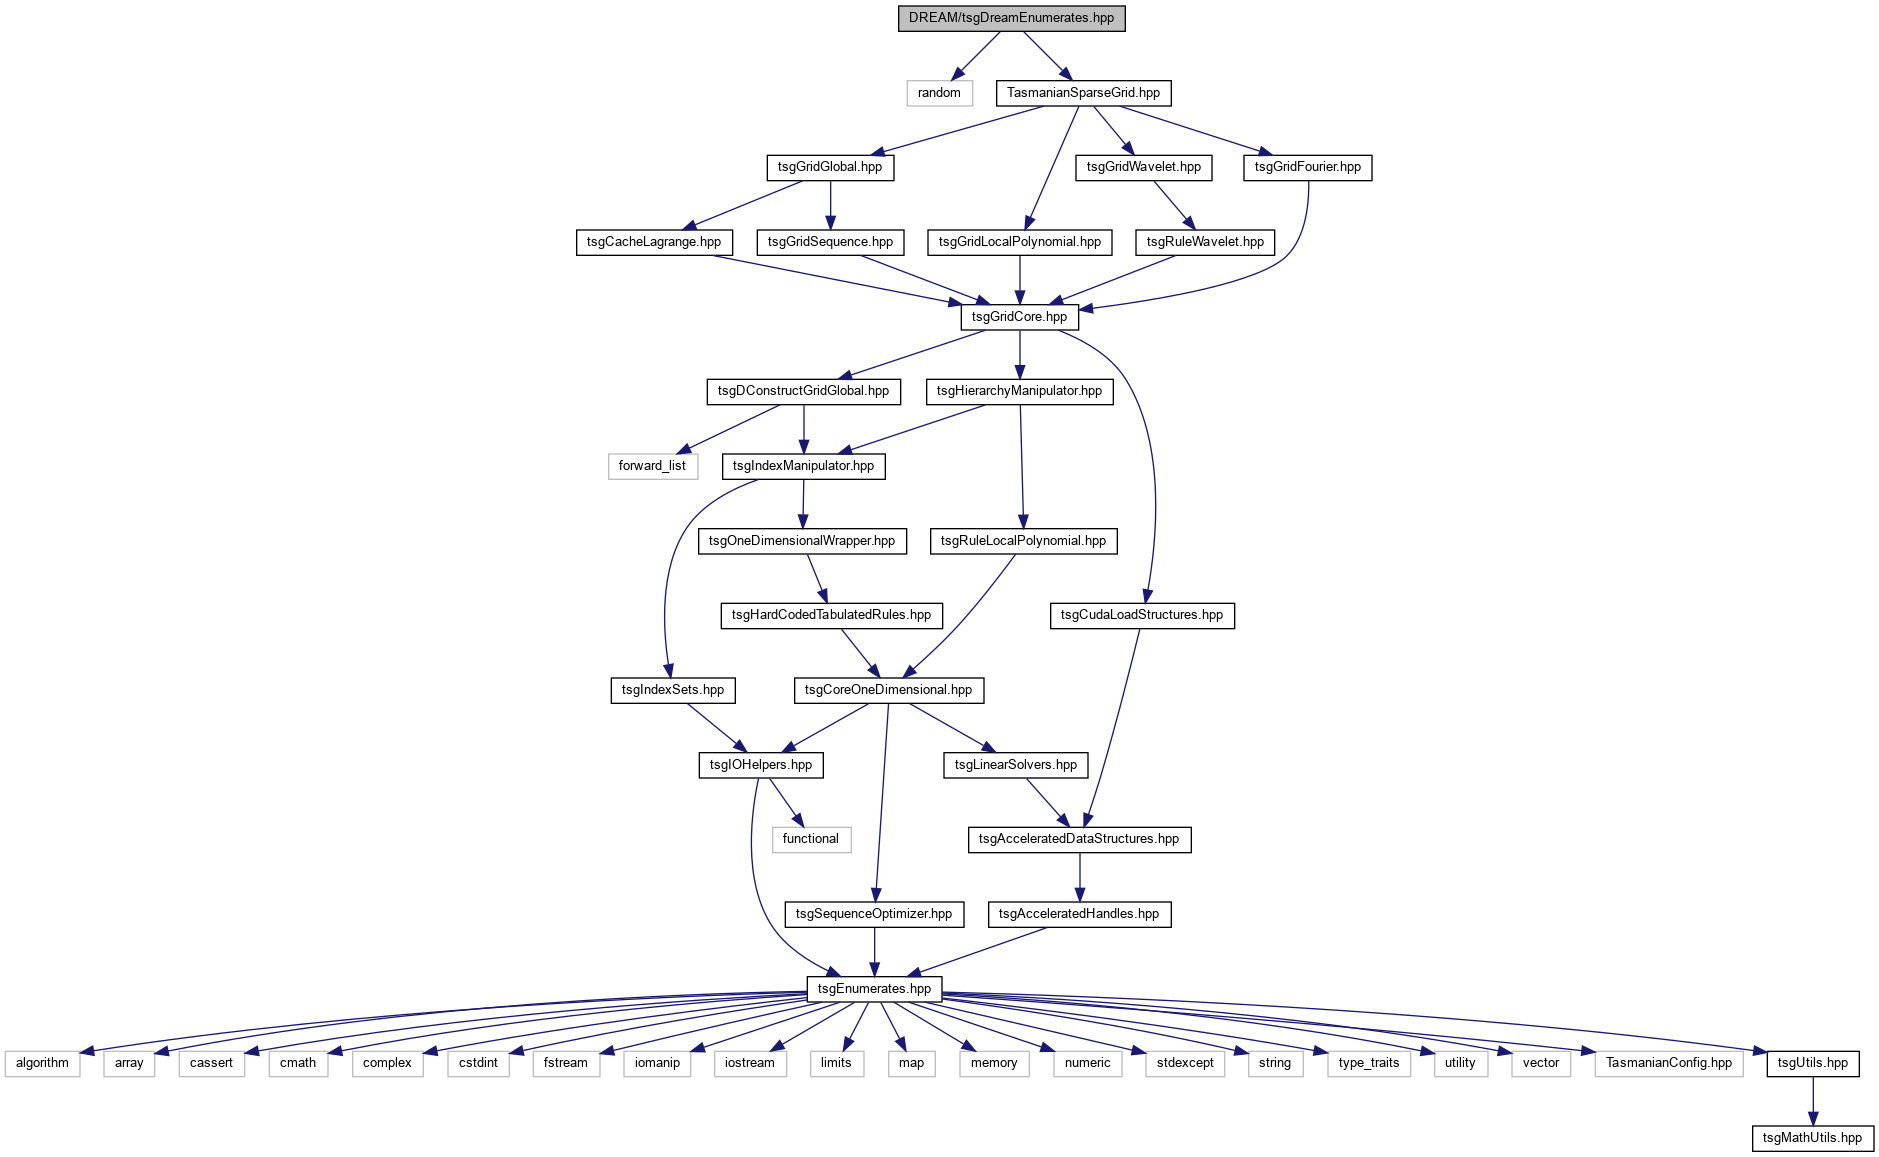 DREAM/tsgDreamEnumerates.hpp
random
TasmanianSparseGrid.hpp
tsgGridGlobal.hpp
tsgGridWavelet.hpp
tsgGridFourier.hpp
tsgCacheLagrange.hpp
tsgGridSequence.hpp
tsgGridLocalPolynomial.hpp
tsgRuleWavelet.hpp
tsgGridCore.hpp
tsgDConstructGridGlobal.hpp
tsgHierarchyManipulator.hpp
forward_list
tsgIndexManipulator.hpp
tsgOneDimensionalWrapper.hpp
tsgRuleLocalPolynomial.hpp
tsgHardCodedTabulatedRules.hpp
tsgCudaLoadStructures.hpp
tsgIndexSets.hpp
tsgCoreOneDimensional.hpp
tsgIOHelpers.hpp
tsgLinearSolvers.hpp
functional
tsgAcceleratedDataStructures.hpp
tsgSequenceOptimizer.hpp
tsgAcceleratedHandles.hpp
tsgEnumerates.hpp
algorithm
array
cassert
cmath
complex
cstdint
fstream
iomanip
iostream
limits
map
memory
numeric
stdexcept
string
type_traits
utility
vector
TasmanianConfig.hpp
tsgUtils.hpp
tsgMathUtils.hpp